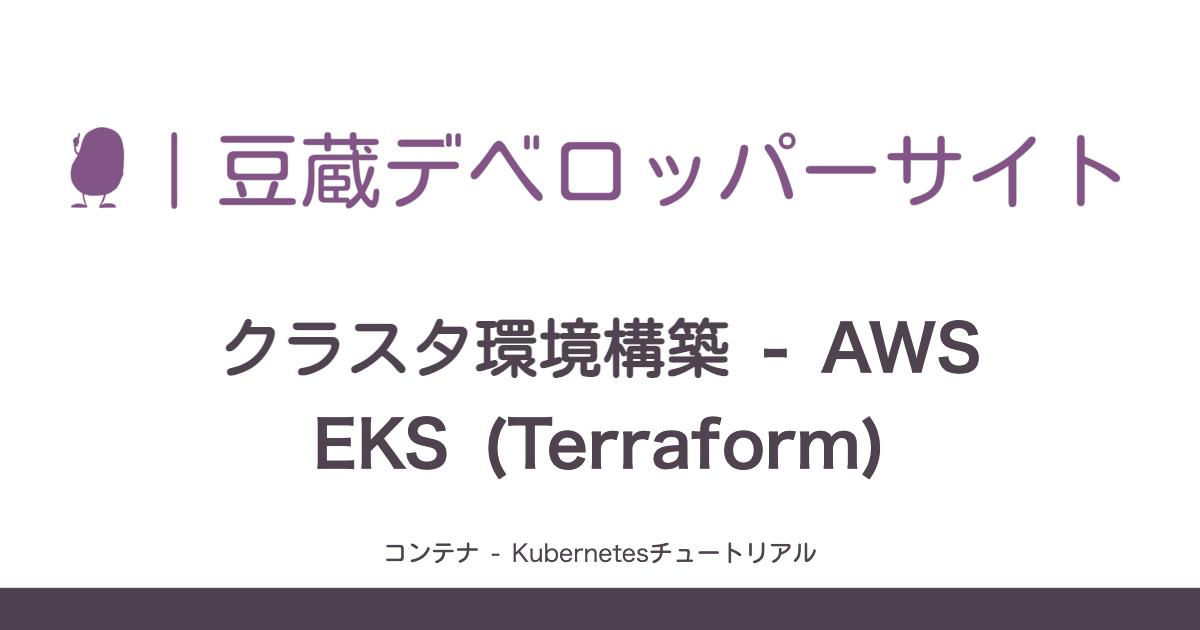 豆蔵デベロッパーサイト
クラスタ環境構築 - AWS
EKS (Terraform)
コンテナ - Kubernetesチュートリアル